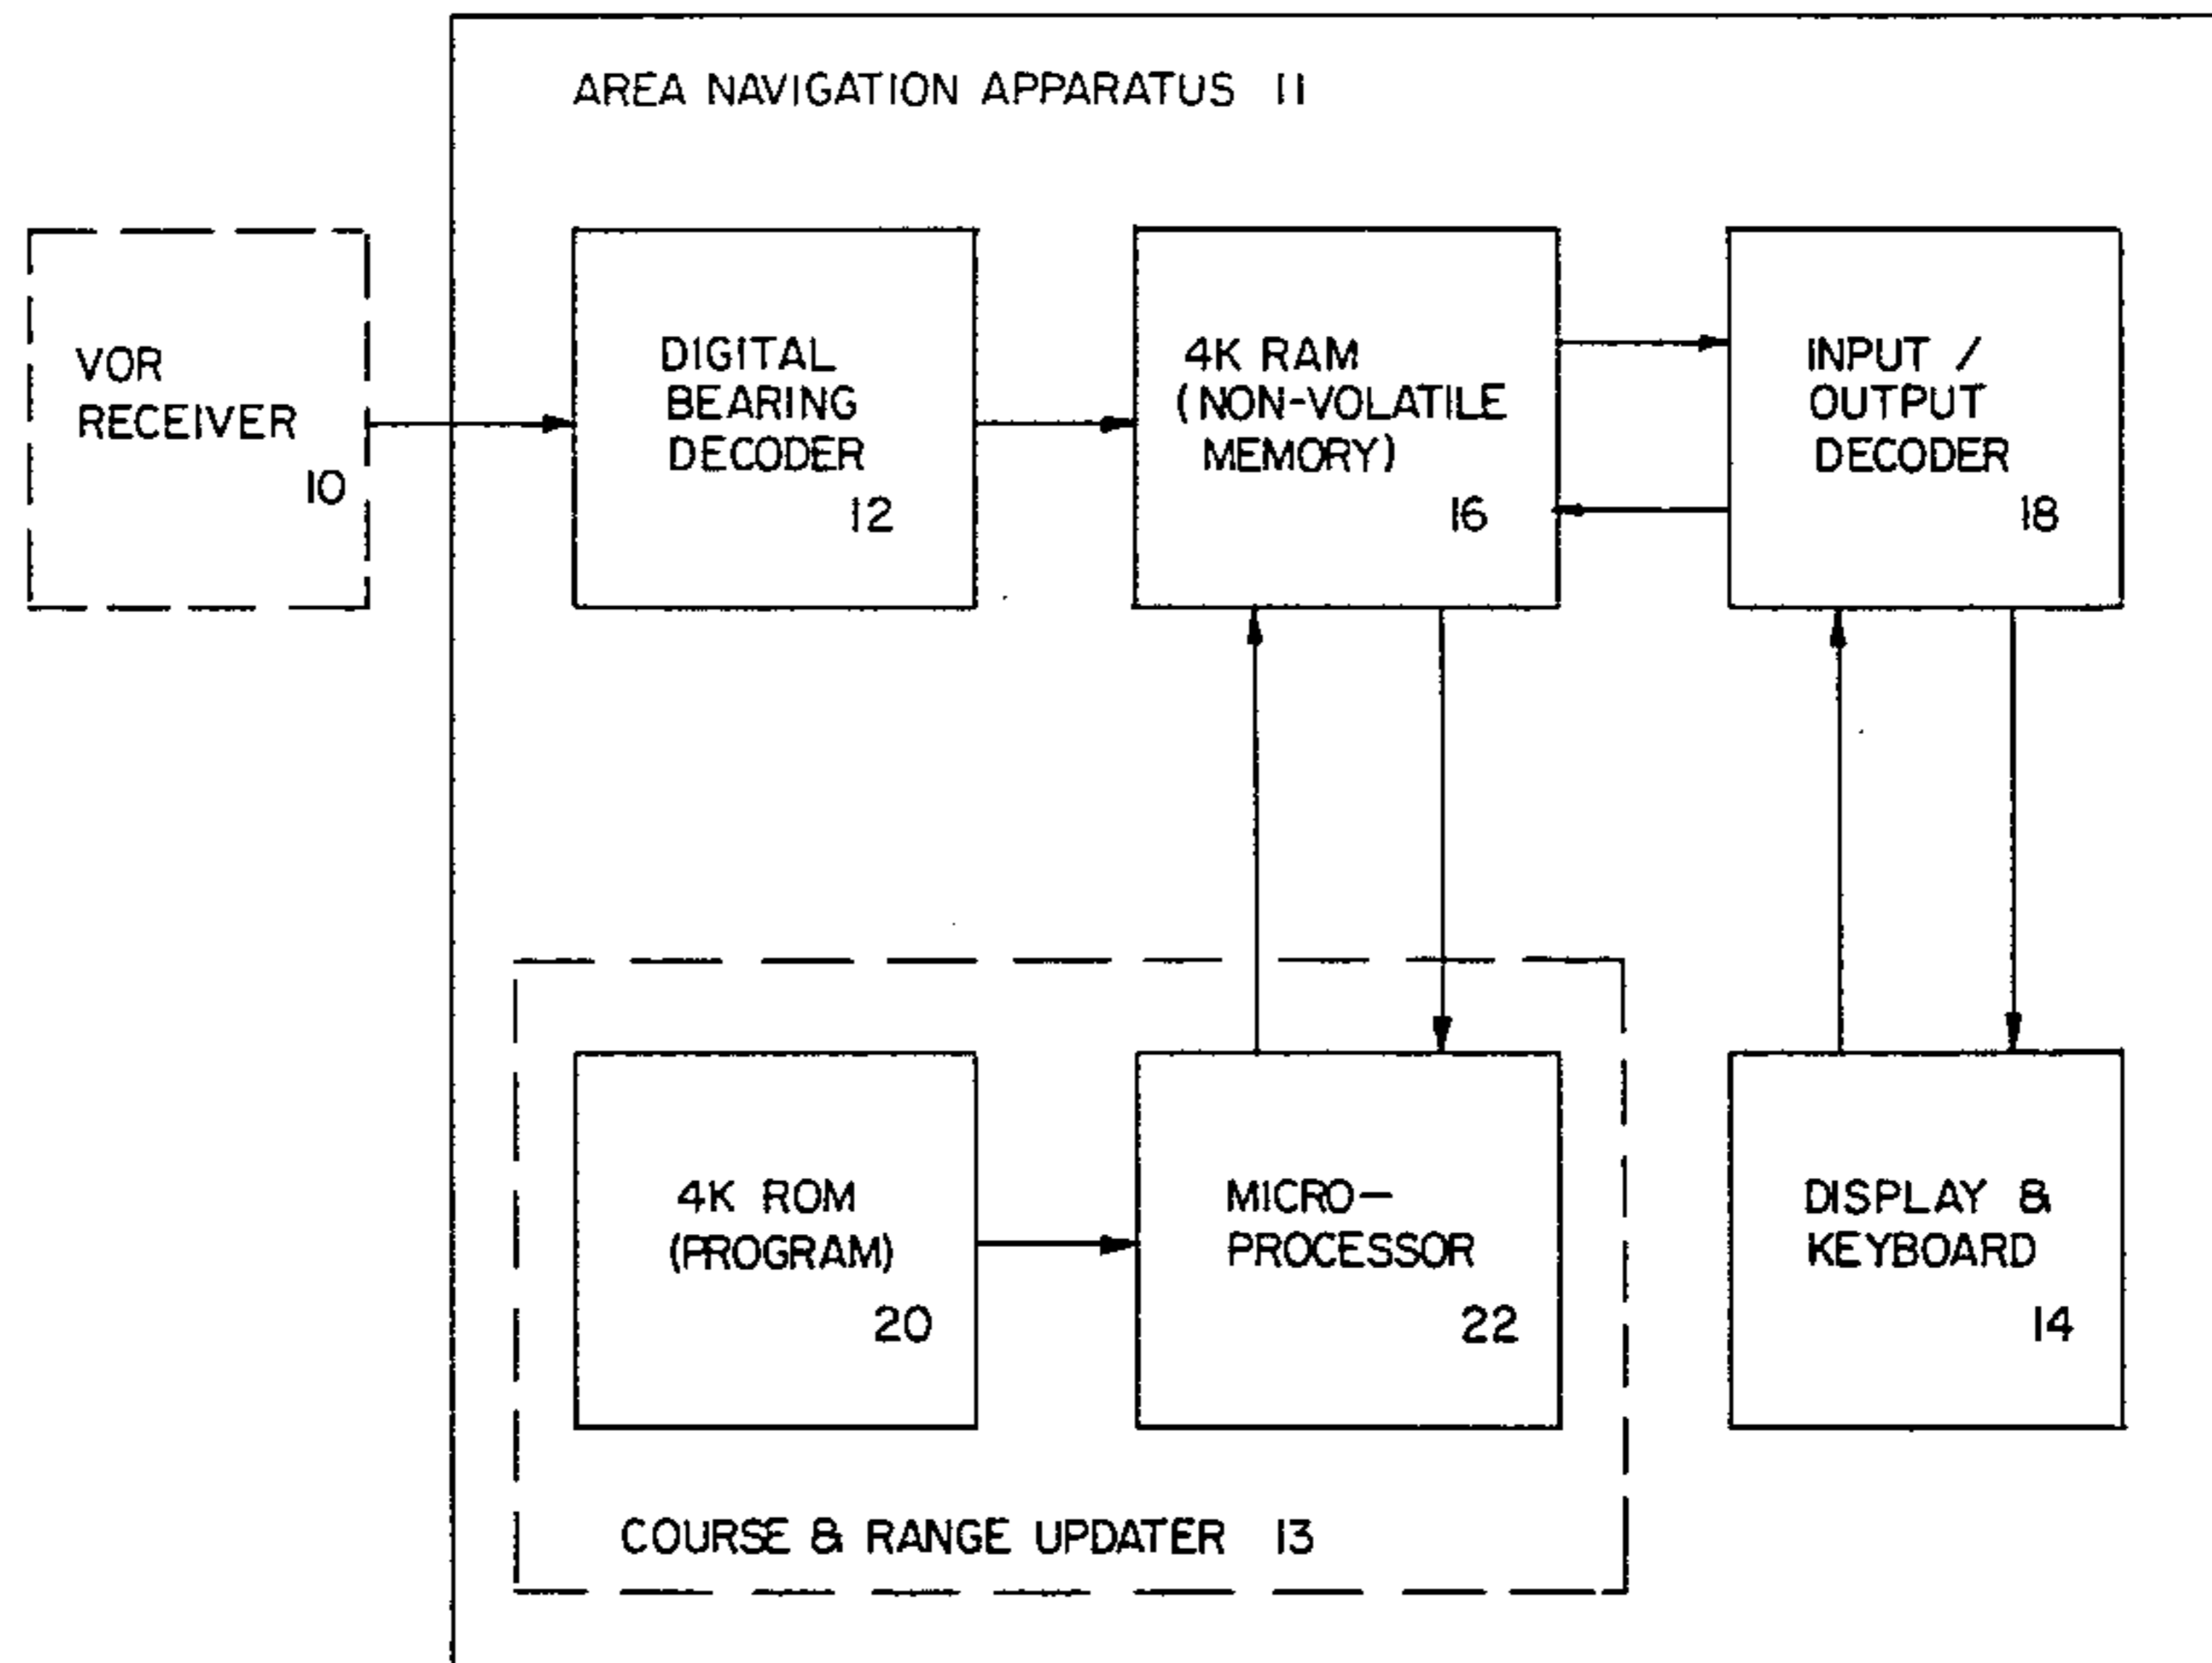 AREA NAVIGATION APPARATUS 11
VOR
RECEIVER
10
DIGITAL
BEARING
DECODER
12
4K RAM
(NON-VOLATILE
MEMORY)
16
INPUT /
OUTPUT
DECODER
18
4K ROM
(PROGRAM)
20
MICRO-
PROCESSOR
22
DISPLAY &
KEYBOARD
14
COURSE & RANGE UPDATER 13